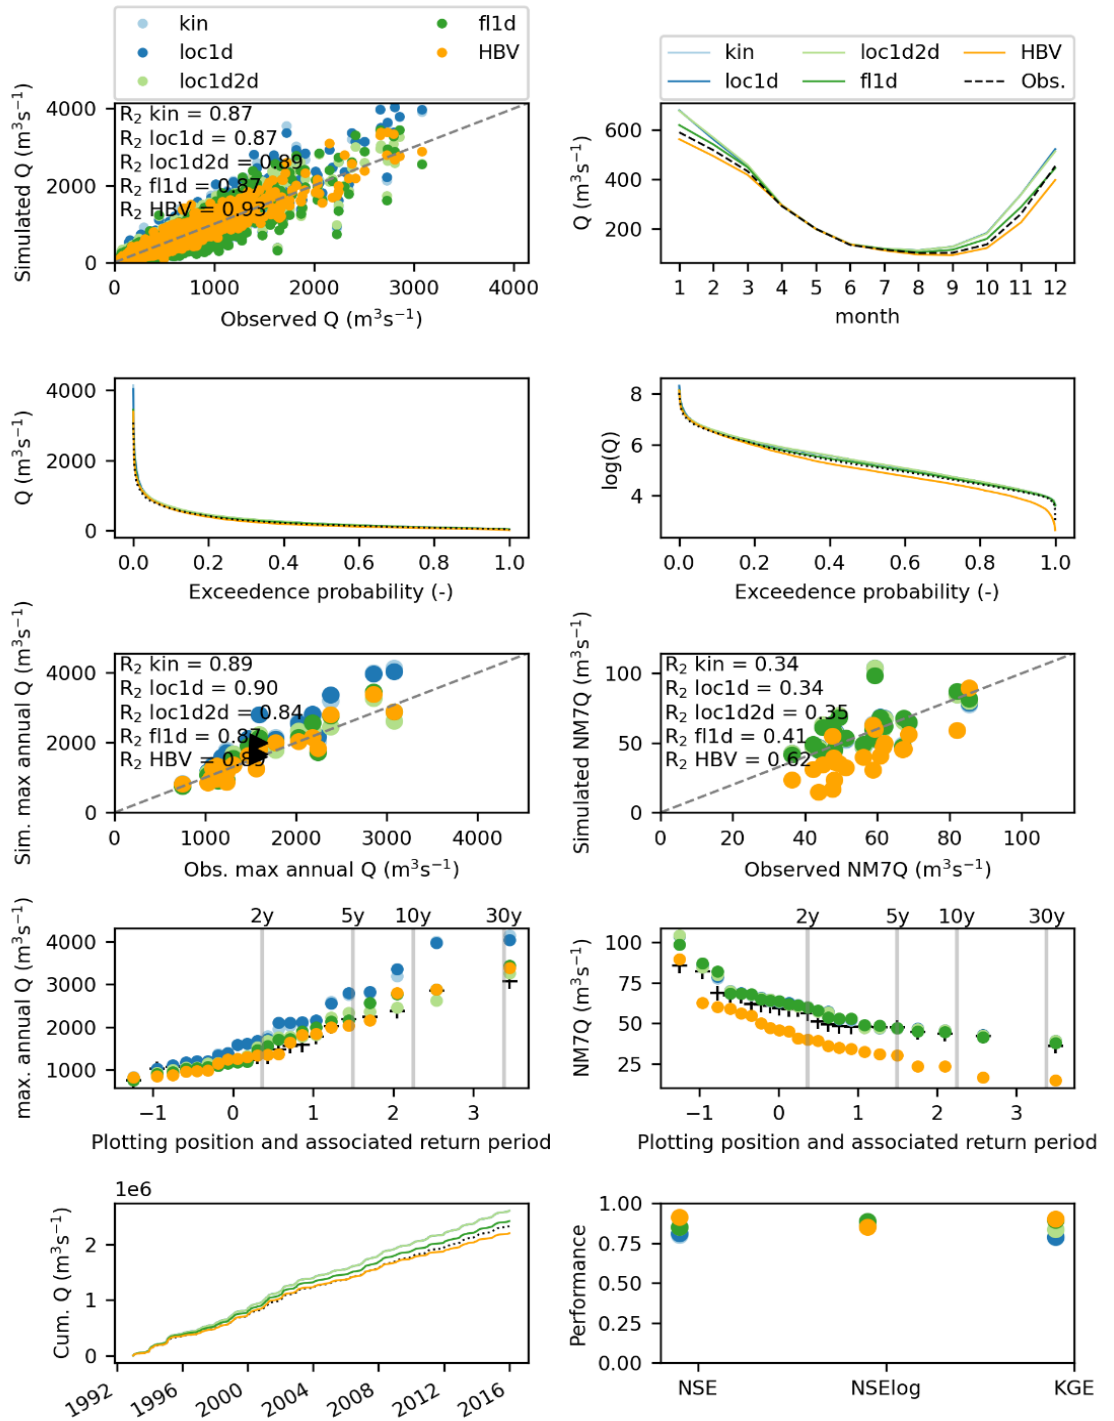 kin
fl1d
loc1d
HBV
loc1d2d
kin
loc1d2d
HBV
loc1d
fl1d
Obs.
Simulated Q (m³s⁻¹)
4000
2000
0
R₂ kin = 0.87
R₂ loc1d = 0.87
R₂ loc1d2d = 0.89
R₂ fl1d = 0.87
R₂ HBV = 0.93
0 1000 2000 3000 4000
Observed Q (m³s⁻¹)
Q (m³s⁻¹)
600
400
200
1 2 3 4 5 6 7 8 9 10 11 12
month
Q (m³s⁻¹)
4000
2000
0
0.0 0.2 0.4 0.6 0.8 1.0
Exceedence probability (-)
log(Q)
8
6
4
0.0 0.2 0.4 0.6 0.8 1.0
Exceedence probability (-)
Sim. max annual Q (m³s⁻¹)
4000
2000
0
R₂ kin = 0.89
R₂ loc1d = 0.90
R₂ loc1d2d = 0.84
R₂ fl1d = 0.87
R₂ HBV = 0.89
0 1000 2000 3000 4000
Obs. max annual Q (m³s⁻¹)
Simulated NM7Q (m³s⁻¹)
100
50
0
R₂ kin = 0.34
R₂ loc1d = 0.34
R₂ loc1d2d = 0.35
R₂ fl1d = 0.41
R₂ HBV = 0.62
0 20 40 60 80 100
Observed NM7Q (m³s⁻¹)
max. annual Q (m³s⁻¹)
2y 5y 10y 30y
4000
3000
2000
1000
−1 0 1 2 3
Plotting position and associated return period
NM7Q (m³s⁻¹)
2y 5y 10y 30y
100
75
50
25
−1 0 1 2 3
Plotting position and associated return period
Cum. Q (m³s⁻¹)
1e6
2
1
0
1992 1996 2000 2004 2008 2012 2016
Performance
1.00
0.75
0.50
0.25
0.00
NSE NSElog KGE